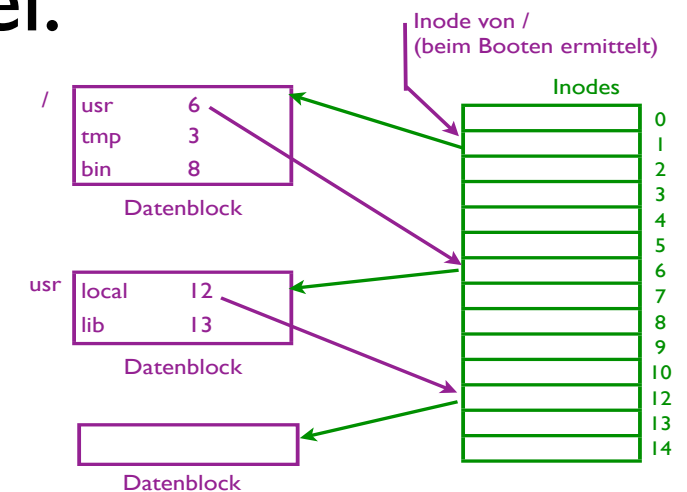 el.
Inode von /
(beim Booten ermittelt)
Inodes
/
usr 6
tmp 3
bin 8
Datenblock
usr
local 12
lib 13
Datenblock
Datenblock
0
1
2
3
4
5
6
7
8
9
10
12
13
14